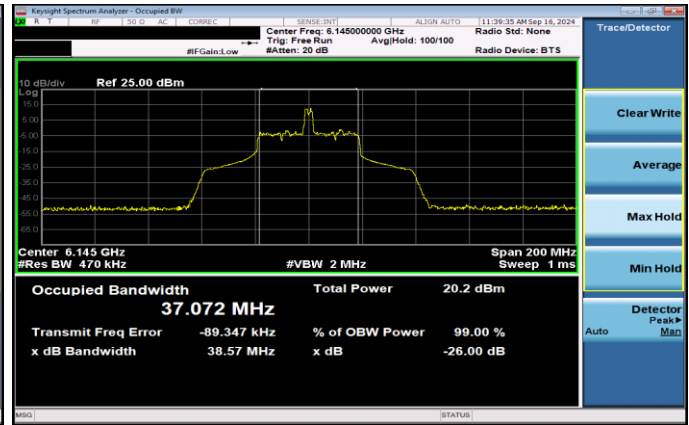 Keysight Spectrum Analyzer - Occupied BW
R T RF 50 Ω AC CORREC SENSE:INT ALIGN AUTO 11:39:35 AM Sep 16, 2024
Center Freq: 6.145000000 GHz Radio Std: None
Trig: Free Run Avg|Hold: 100/100
#IFGain:Low #Atten: 20 dB Radio Device: BTS
Trace/Detector
10 dB/div Ref 25.00 dBm
Log
15.0
5.00
-5.00
-15.0
-25.0
-35.0
-45.0
-55.0
-65.0
Center 6.145 GHz Span 200 MHz
#Res BW 470 kHz #VBW 2 MHz Sweep 1 ms
Occupied Bandwidth Total Power 20.2 dBm
37.072 MHz
Transmit Freq Error -89.347 kHz % of OBW Power 99.00 %
x dB Bandwidth 38.57 MHz x dB -26.00 dB
Clear Write
Average
Max Hold
Min Hold
Detector
Peak▶
Auto Man
MSG STATUS